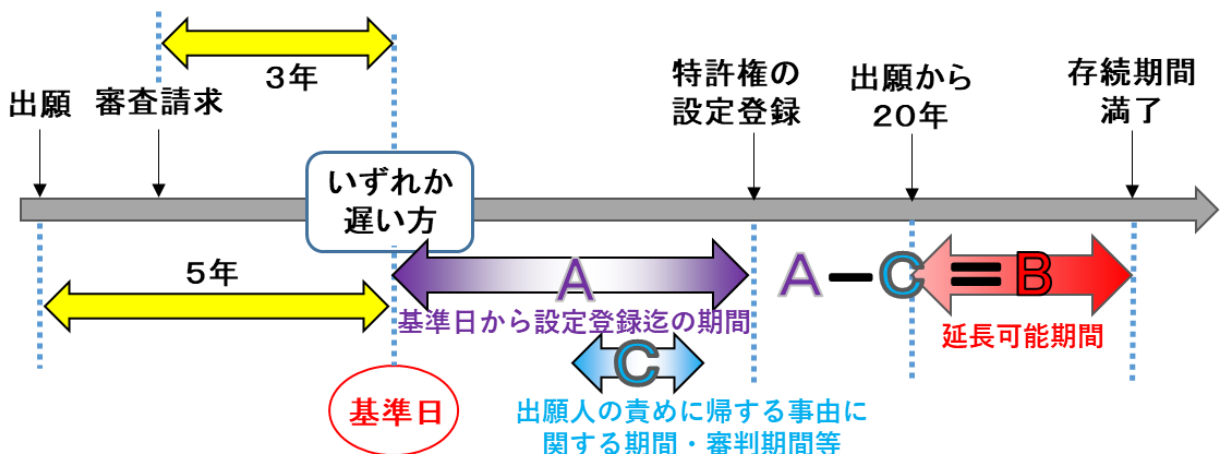 3年
出願
審査請求
特許権の
設定登録
出願から
20年
存続期間
満了
いずれか
遅い方
5年
A
基準日から設定登録迄の期間
A－C＝B
延長可能期間
C
出願人の責めに帰する事由に
関する期間・審判期間等
基準日